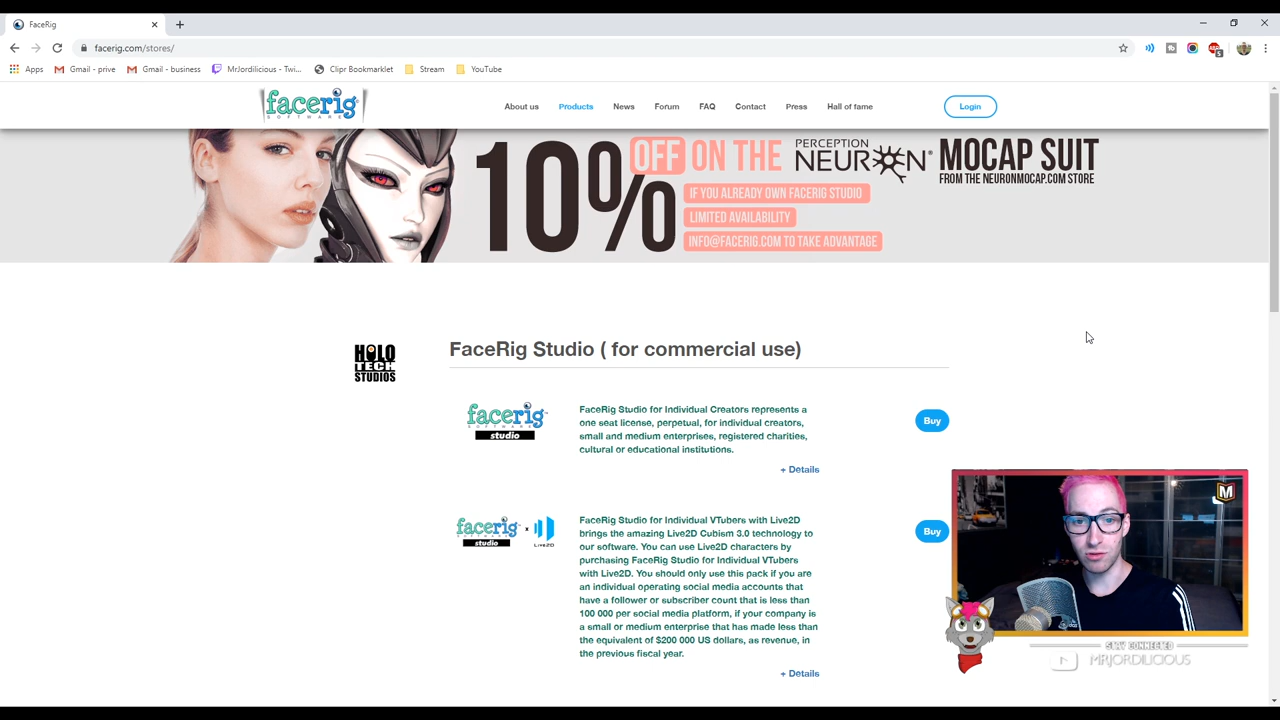 FaceRig
facerig.com/stores/
Apps
Gmail - prive
Gmail - business
MrJordilicious - Twi...
Clipr Bookmarklet
Stream
YouTube
facerig
SOFTWARE
About us
Products
News
Forum
FAQ
Contact
Press
Hall of fame
Login
10% OFF ON THE PERCEPTION NEURON® MOCAP SUIT
FROM THE NEURONMOCAP.COM STORE
IF YOU ALREADY OWN FACERIG STUDIO
LIMITED AVAILABILITY
INFO@FACERIG.COM TO TAKE ADVANTAGE
HOLO
TECH
STUDIOS
FaceRig Studio ( for commercial use)
facerig
SOFTWARE
studio
FaceRig Studio for Individual Creators represents a
one seat license, perpetual, for individual creators,
small and medium enterprises, registered charities,
cultural or educational institutions.
Buy
+ Details
facerig
studio
x
LIVE2D
FaceRig Studio for Individual VTubers with Live2D
brings the amazing Live2D Cubism 3.0 technology to
our software. You can use Live2D characters by
purchasing FaceRig Studio for Individual VTubers
with Live2D. You should only use this pack if you are
an individual operating social media accounts that
have a follower or subscriber count that is less than
100 000 per social media platform, if your company is
a small or medium enterprise that has made less than
the equivalent of $200 000 US dollars, as revenue, in
the previous fiscal year.
Buy
+ Details
STAY CONNECTED
MRJORDILICIOUS